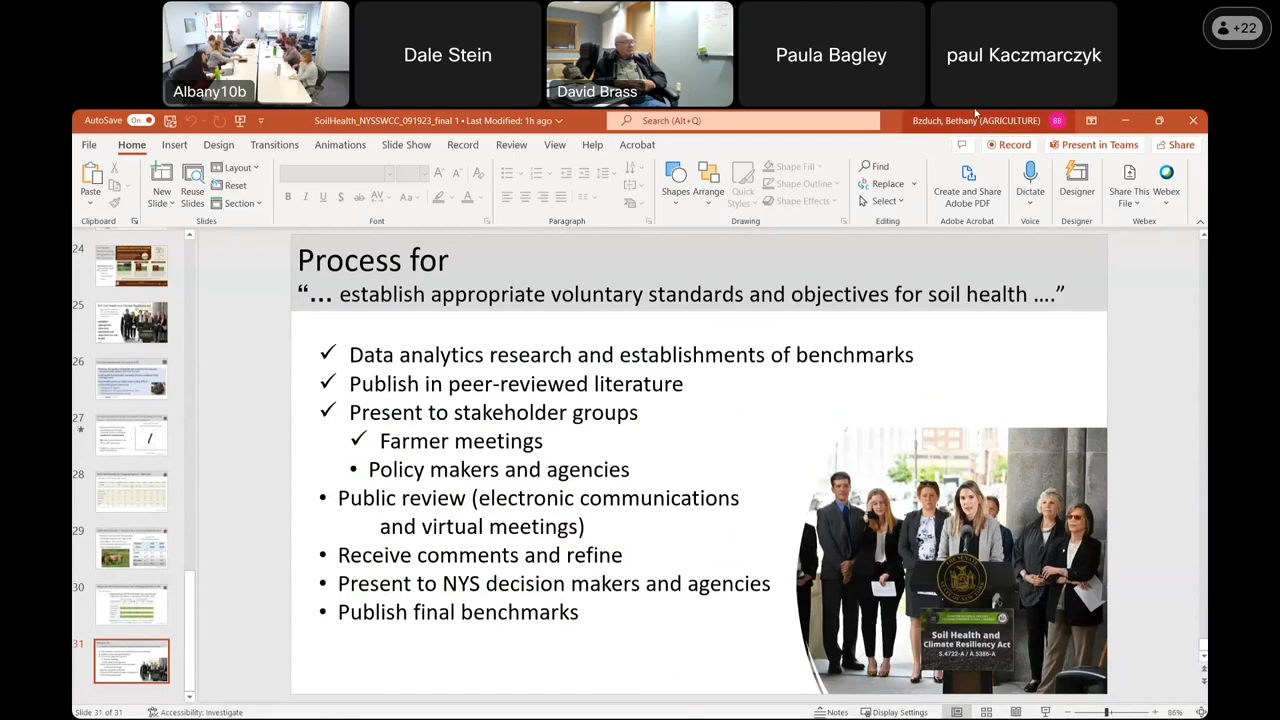 Dale Stein
Paula Bagley
paul Kaczmarczyk
+22
Albany10b
David Brass
AutoSave On
SoilHealth_NYSSWCC_091923_final 1 • Last Modified: 1h ago
Search (Alt+Q)
Bzduch, Bethany (AGRICULTURE) BB
File Home Insert Design Transitions Animations Slide Show Record Review View Help Acrobat
Record Present in Teams Share
Paste
New Slide
Reuse Slides
Layout
Reset
Section
Shapes
Arrange
Quick Styles
Shape Fill
Shape Outline
Shape Effects
Find
Replace
Select
Create and Share Adobe PDF
Dictate
Designer
Share This File
Webex
Clipboard Slides Font Paragraph Drawing Editing Adobe Acrobat Voice Designer Webex
24
25
26
27
28
29
30
31
Process for
“… establish appropriate voluntary standards and objectives for soil health ….”
✓ Data analytics research and establishments of benchmarks
✓ Publish in peer-reviewed literature
✓ Present to stakeholder groups
✓ Farmer meetings
• Policy makers and agencies
• Public review (electronic communications
and virtual meetings)
• Receive comments and refine
• Present to NYS decision makers and agencies
• Publish final benchmarks
Soil Health and
Climate Resiliency Act
S.4722-A / A.5386-A
Slide 31 of 31 Accessibility: Investigate Notes Display Settings 86%